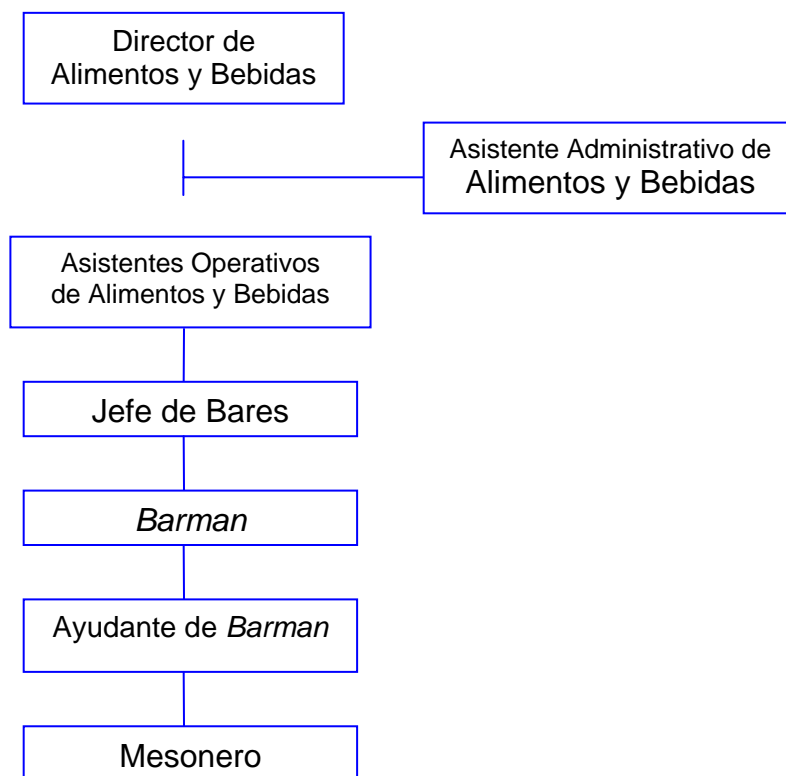 Director de
Alimentos y Bebidas
Asistente Administrativo de
Alimentos y Bebidas
Asistentes Operativos
de Alimentos y Bebidas
Jefe de Bares
Barman
Ayudante de Barman
Mesonero